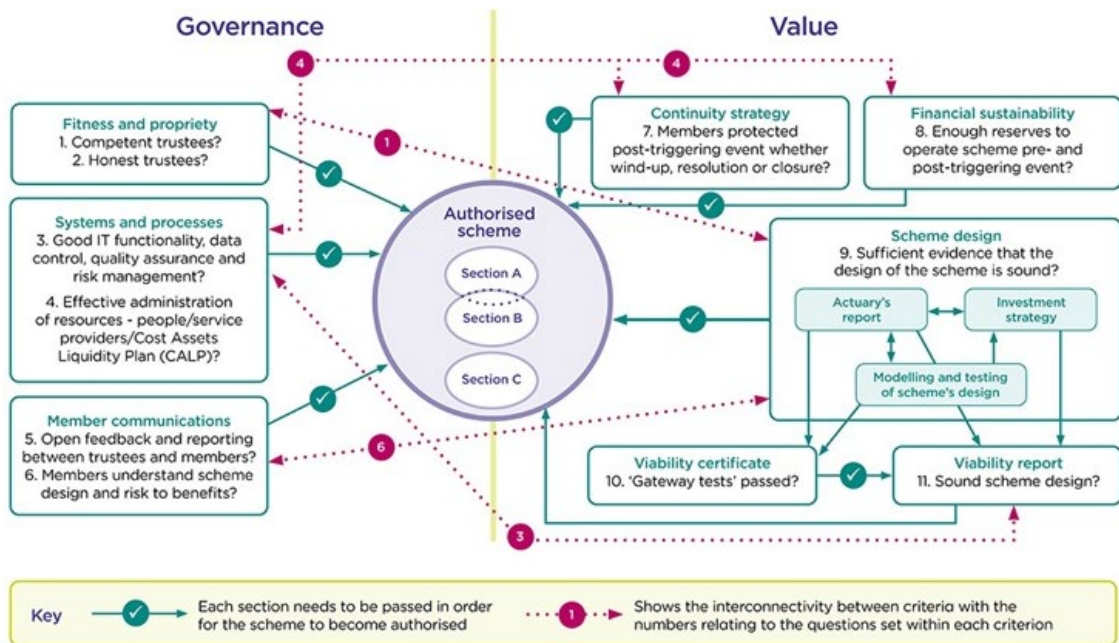 Governance
Value
4
4
Fitness and propriety
1. Competent trustees?
2. Honest trustees?
1
Continuity strategy
7. Members protected
post-triggering event whether
wind-up, resolution or closure?
Financial sustainability
8. Enough reserves to
operate scheme pre- and
post-triggering event?
Systems and processes
3. Good IT functionality, data
control, quality assurance and
risk management?
4. Effective administration
of resources - people/service
providers/Cost Assets
Liquidity Plan (CALP)?
Authorised
scheme
Section A
Section B
Section C
Scheme design
9. Sufficient evidence that the
design of the scheme is sound?
Actuary's
report
Investment
strategy
Modelling and testing
of scheme's design
Member communications
5. Open feedback and reporting
between trustees and members?
6. Members understand scheme
design and risk to benefits?
6
Viability certificate
10. 'Gateway tests' passed?
Viability report
11. Sound scheme design?
3
Key
Each section needs to be passed in order
for the scheme to become authorised
1
Shows the interconnectivity between criteria with the
numbers relating to the questions set within each criterion